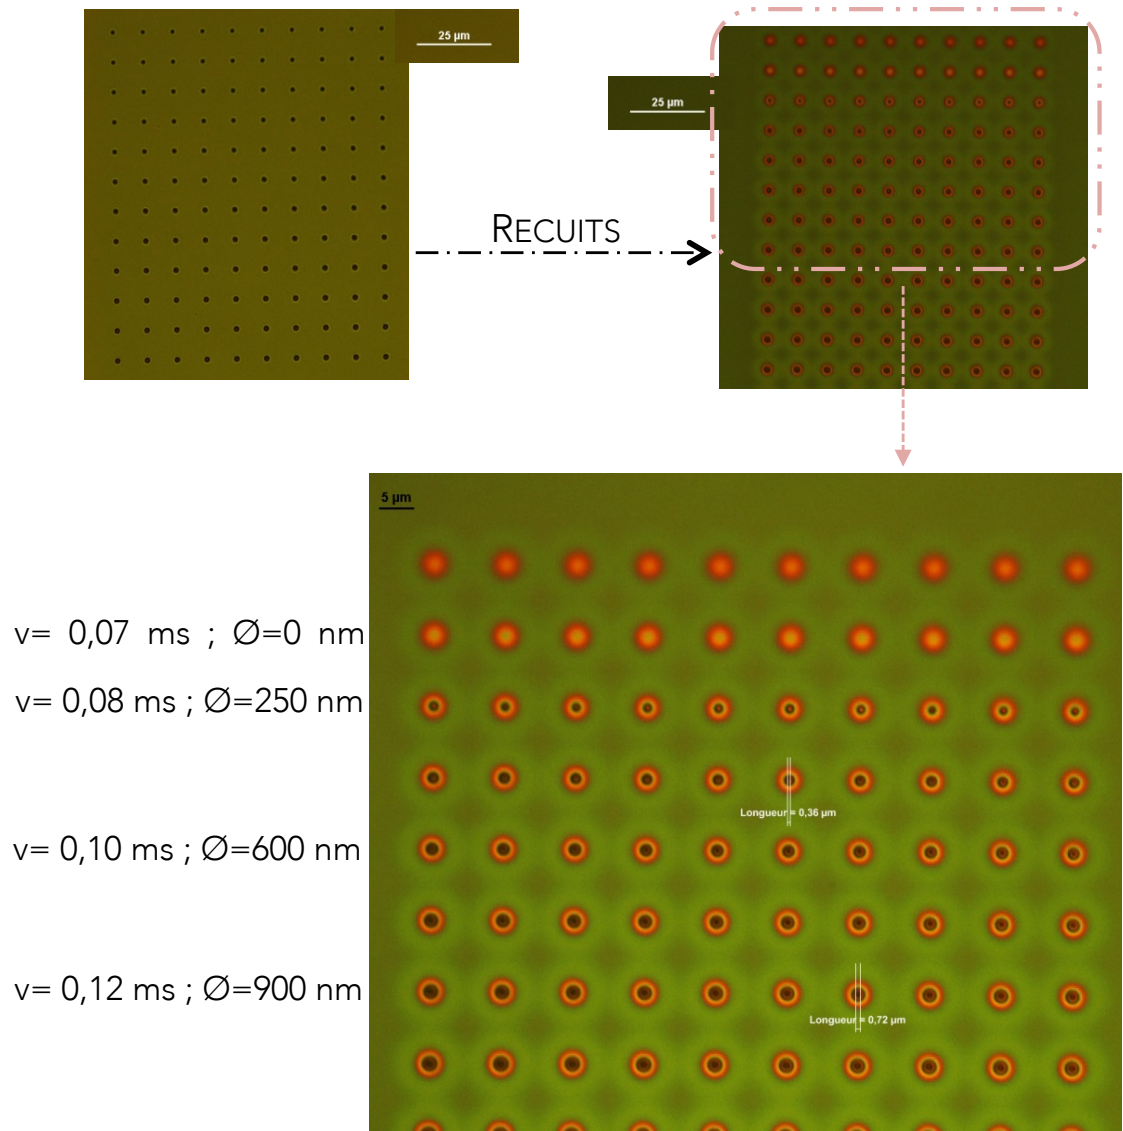 25 µm
25 µm
RECUITS
5 µm
v= 0,07 ms ; Ø=0 nm
v= 0,08 ms ; Ø=250 nm
Longueur = 0,36 µm
v= 0,10 ms ; Ø=600 nm
v= 0,12 ms ; Ø=900 nm
Longueur = 0,72 µm